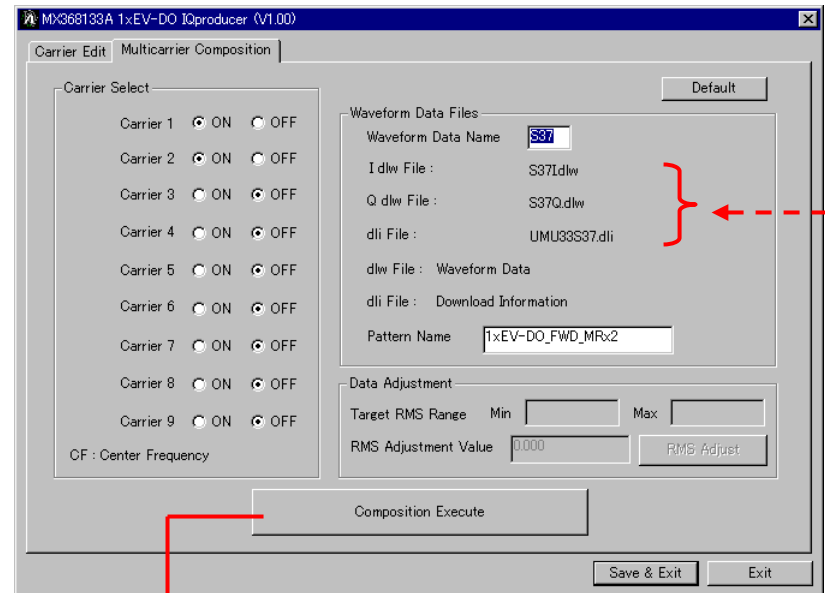 MX368133A 1xEV-DO IQproducer (V1.00)
Carrier Edit Multicarrier Composition
Default
Carrier Select
Carrier 1 ON OFF
Carrier 2 ON OFF
Carrier 3 ON OFF
Carrier 4 ON OFF
Carrier 5 ON OFF
Carrier 6 ON OFF
Carrier 7 ON OFF
Carrier 8 ON OFF
Carrier 9 ON OFF
CF : Center Frequency
Waveform Data Files
Waveform Data Name S37
I dlw File : S37I.dlw
Q dlw File : S37Q.dlw
dli File : UMU33S37.dli
dlw File : Waveform Data
dli File : Download Information
Pattern Name 1xEV-DO_FWD_MRx2
Data Adjustment
Target RMS Range Min Max
RMS Adjustment Value 0.000 RMS Adjust
Composition Execute
Save & Exit Exit